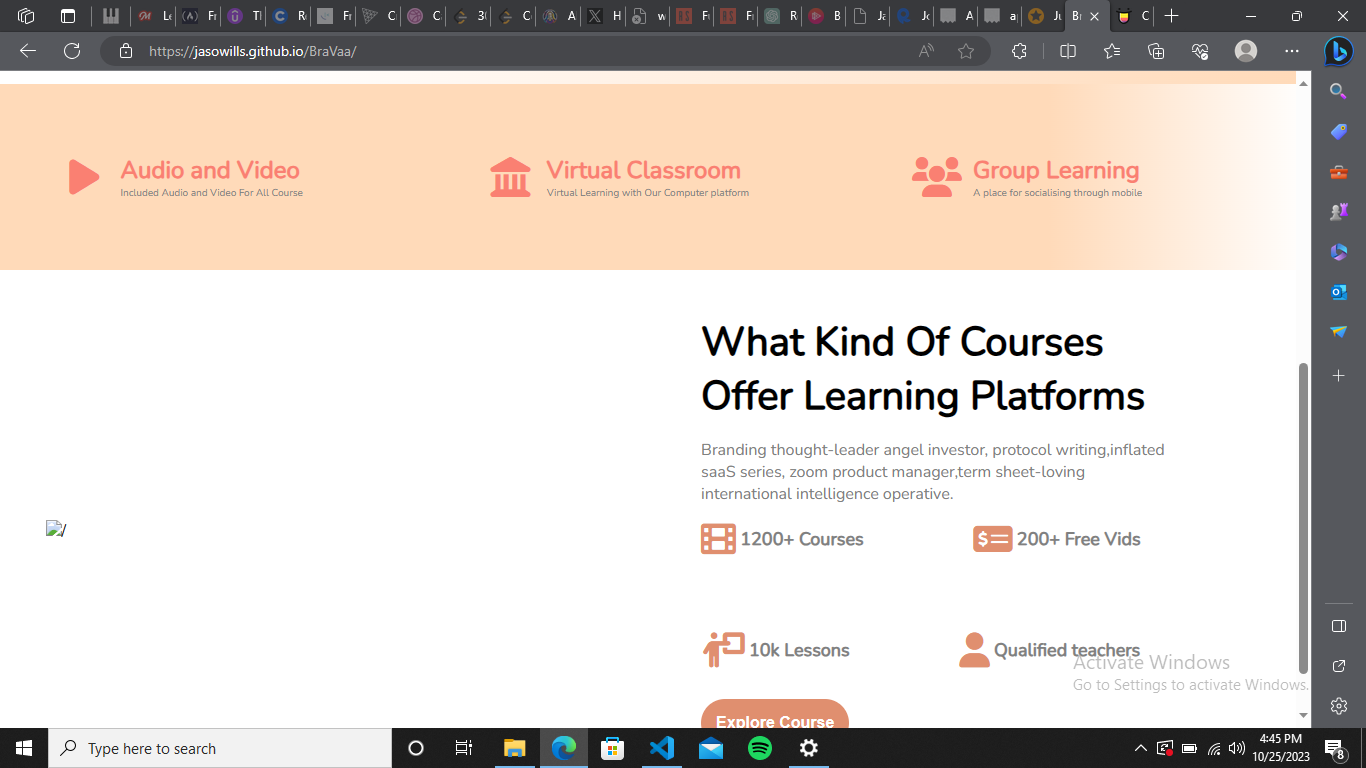 https://jasowills.github.io/BraVaa/
Audio and Video
Included Audio and Video For All Course
Virtual Classroom
Virtual Learning with Our Computer platform
Group Learning
A place for socialising through mobile
What Kind Of Courses
Offer Learning Platforms
Branding thought-leader angel investor, protocol writing,inflated
saaS series, zoom product manager,term sheet-loving
international intelligence operative.
/
1200+ Courses
200+ Free Vids
10k Lessons
Qualified teachers
Activate Windows
Go to Settings to activate Windows.
Explore Course
Type here to search
4:45 PM
10/25/2023
8